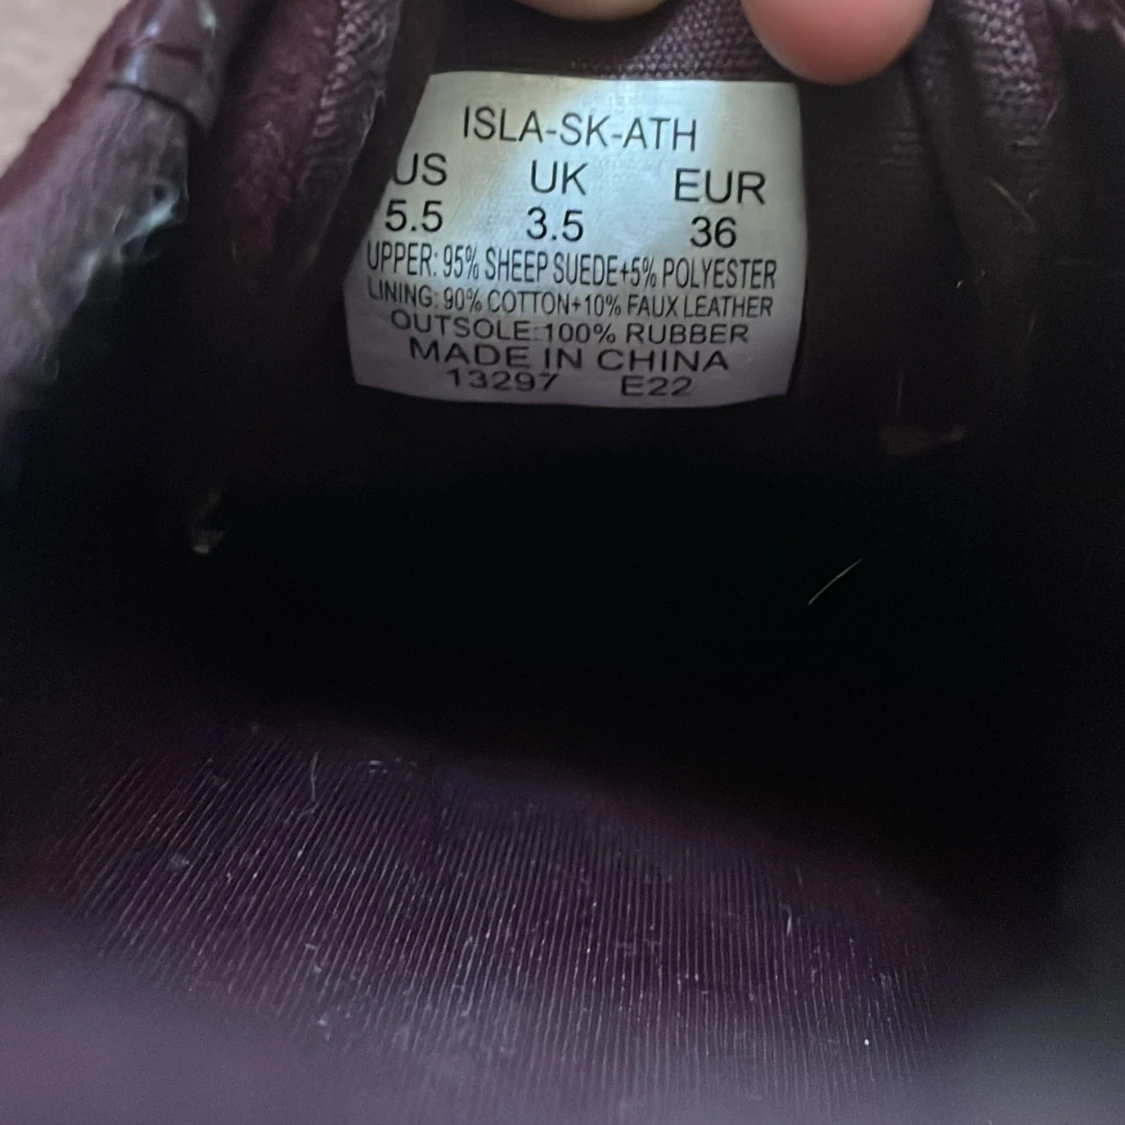 ISLA-SK-ATH
US UK EUR
5.5 3.5 36
UPPER: 95% SHEEP SUEDE+5% POLYESTER
LINING: 90% COTTON+10% FAUX LEATHER
OUTSOLE:100% RUBBER
MADE IN CHINA
13297 E22